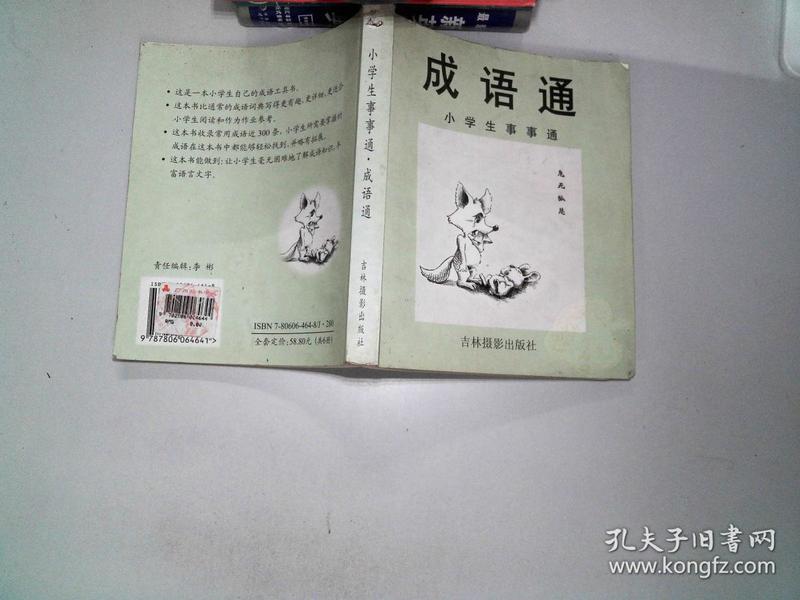 成语通
小学生事事通
兔死狐悲
吉林摄影出版社
小学生事事通·成语通
吉林摄影出版社
• 这是一本小学生自己的成语工具书。
• 这本书比通常的成语词典写得更有趣,更详细,更适合
小学生阅读和作为作业参考。
• 这本书收录常用成语近300条,小学生所需要掌握的
成语在这本书中都能够轻松找到,并略有拓展。
• 这本书能做到:让小学生毫无困难地了解成语知识,丰
富语言文字。
责任编辑:李彬
9 787806 064641 >
ISBN 7-80606-464-8/J·280
全套定价:58.80元(共6册)
孔夫子旧书网
www.kongfz.com